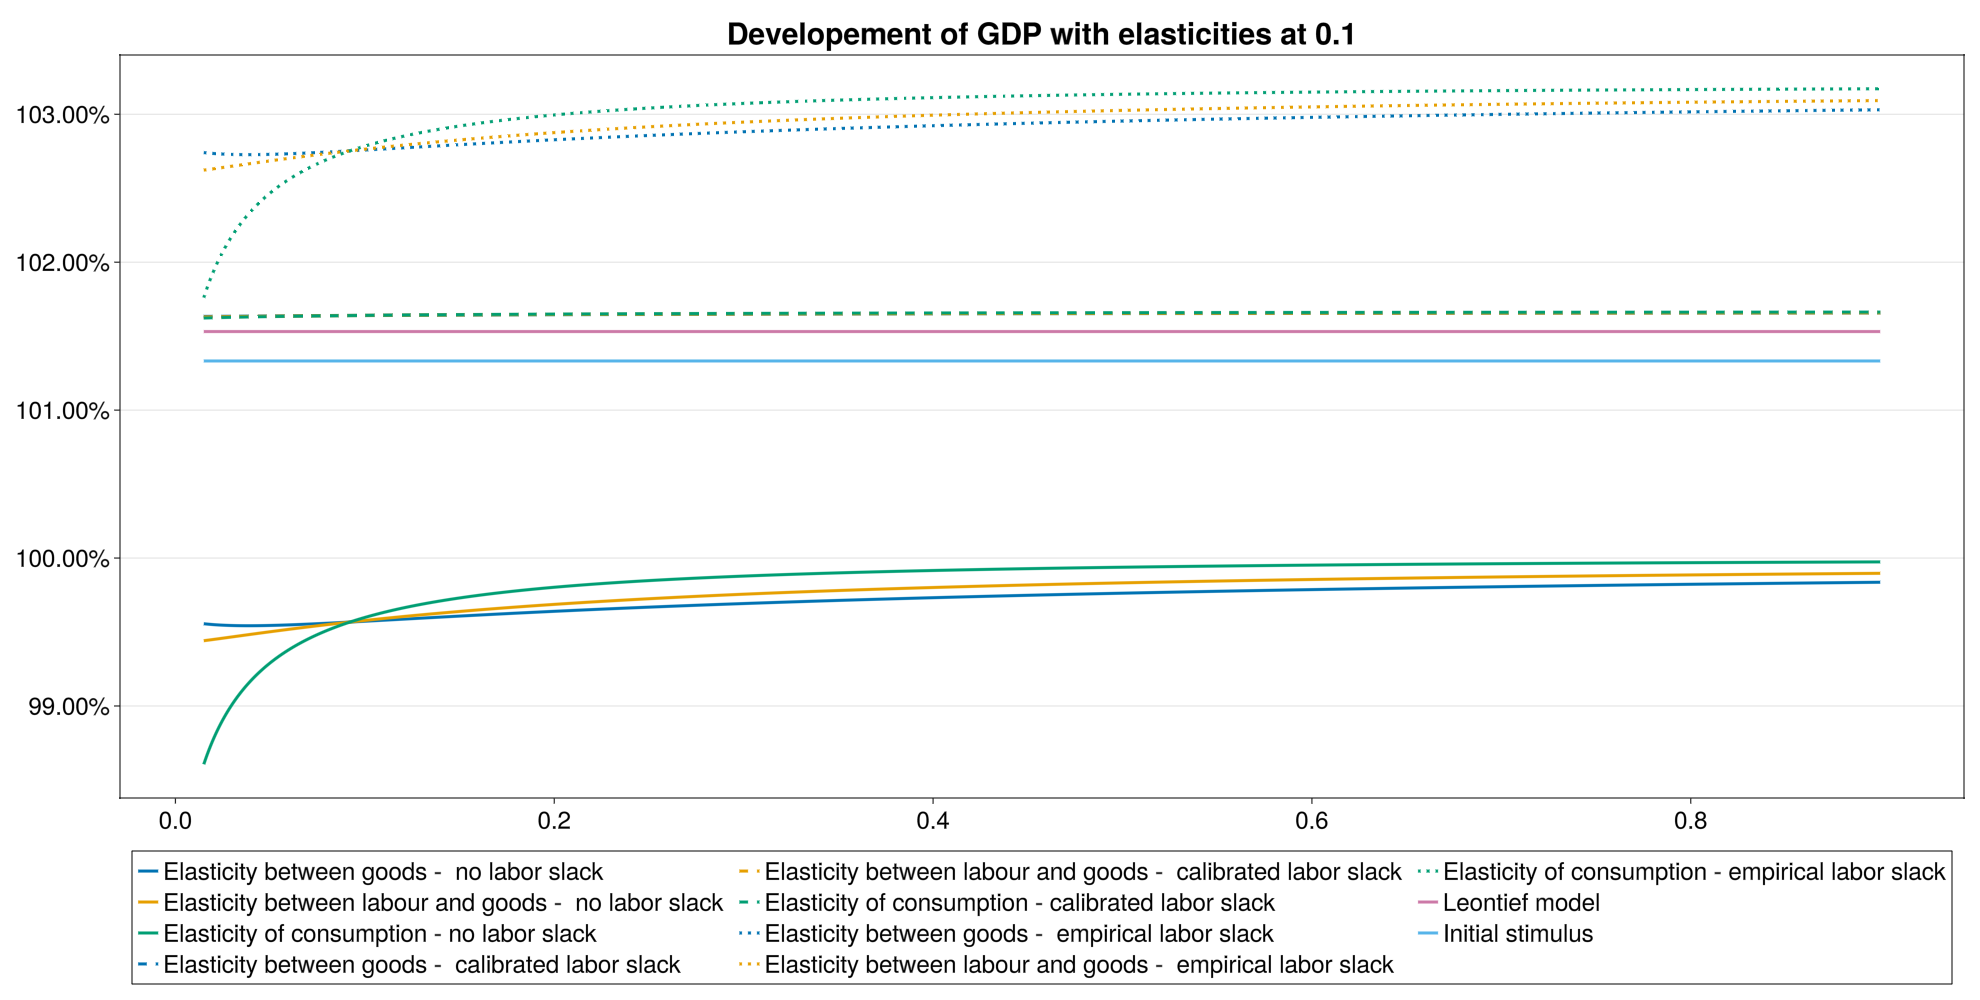 Developement of GDP with elasticities at 0.1
103.00%
102.00%
101.00%
100.00%
99.00%
0.0 0.2 0.4 0.6 0.8
Elasticity between goods -  no labor slack
Elasticity between labour and goods -  no labor slack
Elasticity of consumption - no labor slack
Elasticity between goods -  calibrated labor slack
Elasticity between labour and goods -  calibrated labor slack
Elasticity of consumption - calibrated labor slack
Elasticity between goods -  empirical labor slack
Elasticity between labour and goods -  empirical labor slack
Elasticity of consumption - empirical labor slack
Leontief model
Initial stimulus